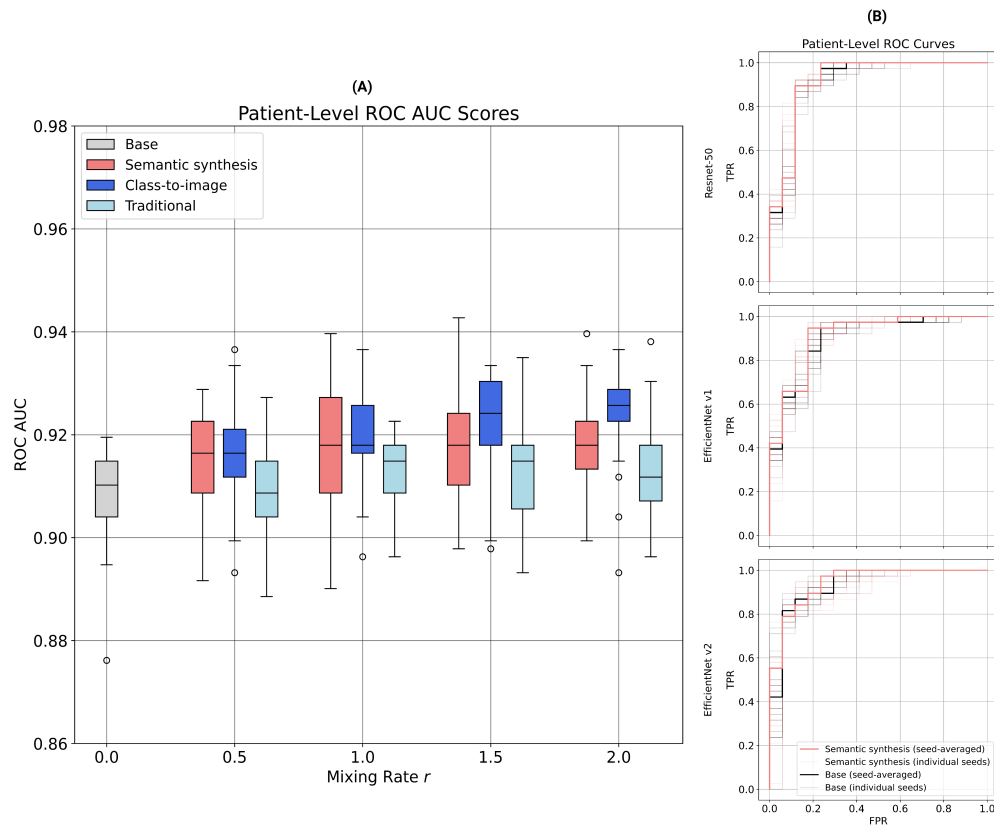 (A)
Patient-Level ROC AUC Scores
Base
Semantic synthesis
Class-to-image
Traditional
ROC AUC
0.98
0.96
0.94
0.92
0.90
0.88
0.86
0.0 0.5 1.0 1.5 2.0
Mixing Rate r
(B)
Patient-Level ROC Curves
Resnet-50
TPR
1.0
0.8
0.6
0.4
0.2
0.0
EfficientNet v1
TPR
1.0
0.8
0.6
0.4
0.2
0.0
EfficientNet v2
TPR
1.0
0.8
0.6
0.4
0.2
0.0
Semantic synthesis (seed-averaged)
Semantic synthesis (individual seeds)
Base (seed-averaged)
Base (individual seeds)
0.0 0.2 0.4 0.6 0.8 1.0
FPR